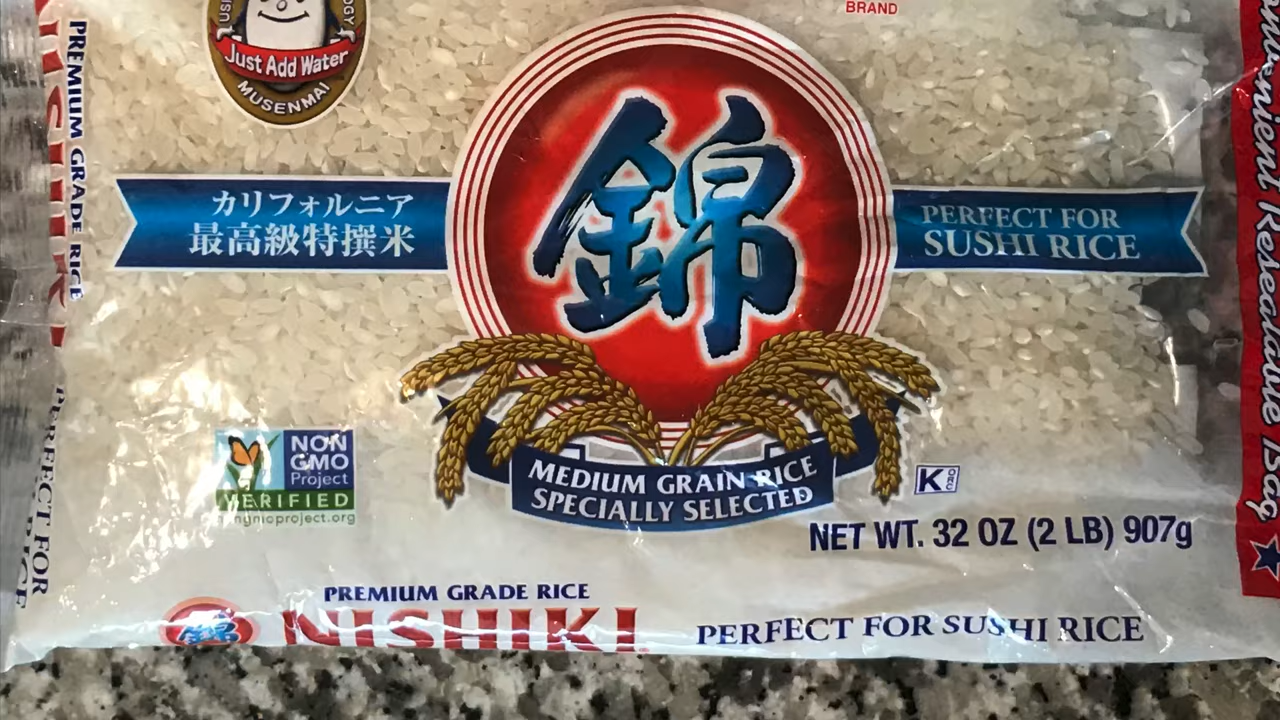 BRAND
Just Add Water
MUSENMAI
PREMIUM GRADE RICE
NISHIKI
錦
カリフォルニア
最高級特撰米
PERFECT FOR
SUSHI RICE
NON
GMO
Project
VERIFIED
nongmoproject.org
MEDIUM GRAIN RICE
SPECIALLY SELECTED
K
ORC
NET WT. 32 OZ (2 LB) 907g
PREMIUM GRADE RICE
錦
NISHIKI
PERFECT FOR SUSHI RICE
PERFECT FOR
RICE
Resealable Bag